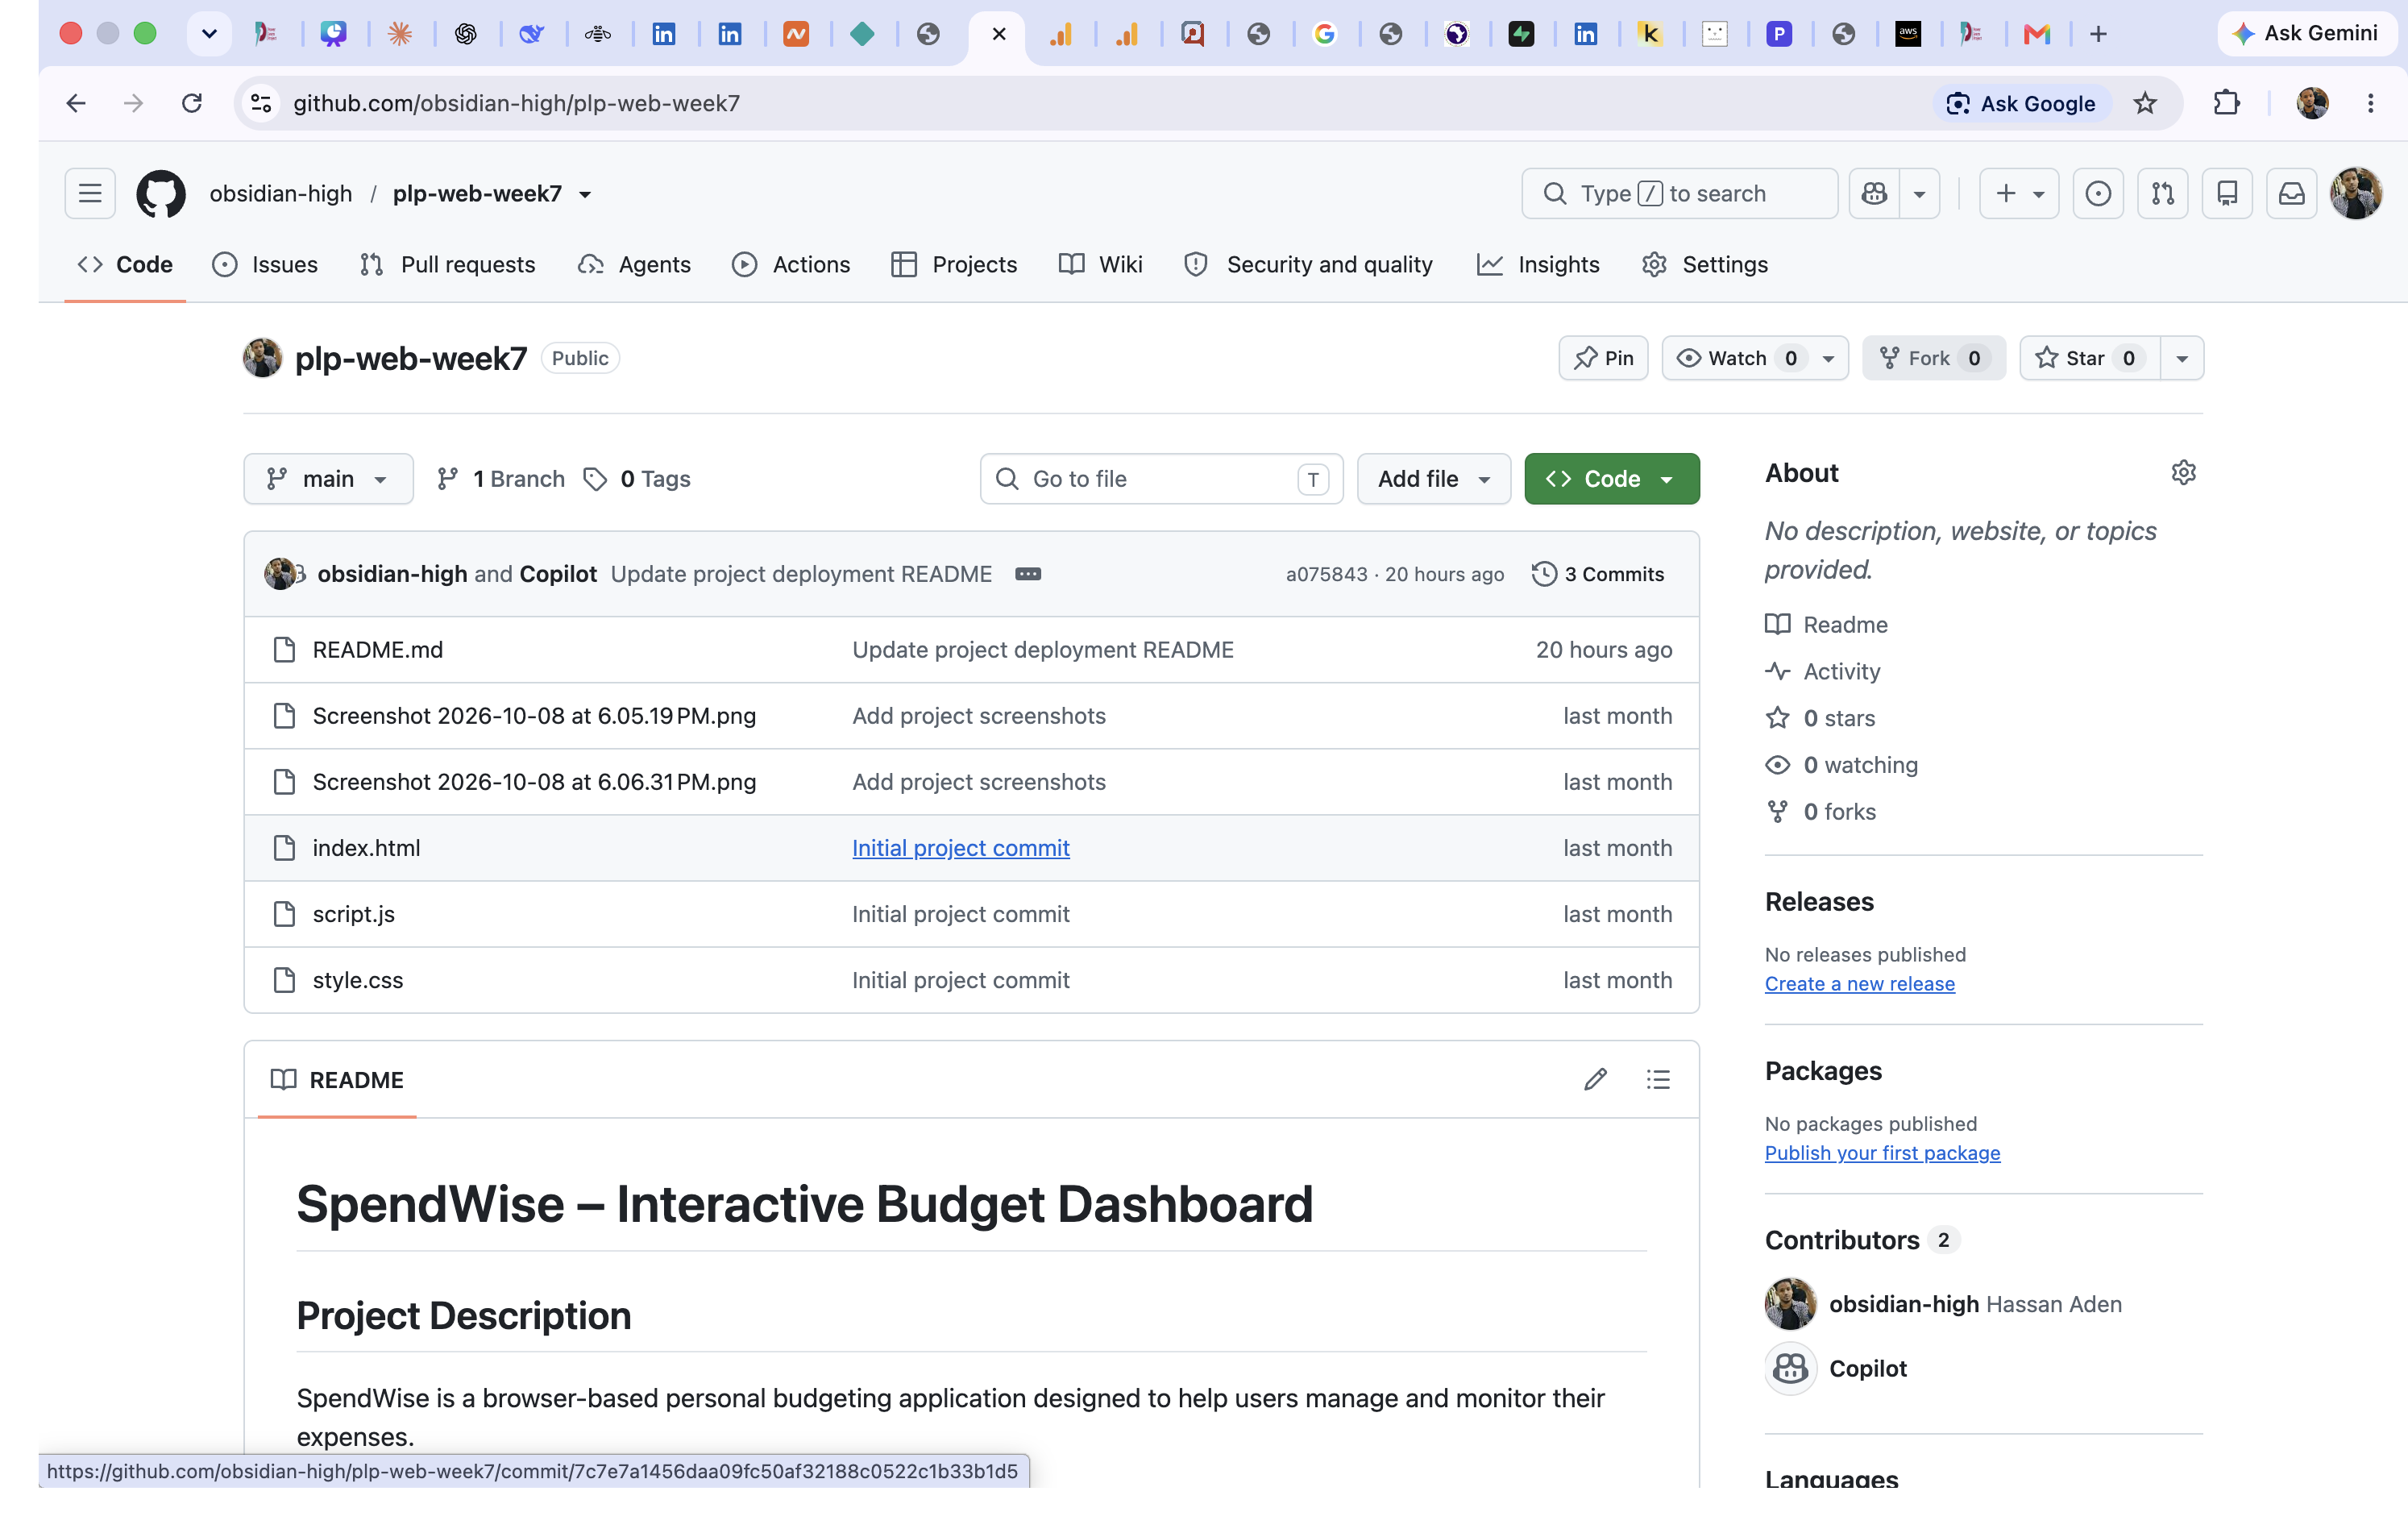 Ask Gemini
github.com/obsidian-high/plp-web-week7
Ask Google
obsidian-high / plp-web-week7
Type / to search
Code Issues Pull requests Agents Actions Projects Wiki Security and quality Insights Settings
plp-web-week7 Public
Pin Watch 0 Fork 0 Star 0
main 1 Branch 0 Tags
Go to file T Add file Code
obsidian-high and Copilot Update project deployment README a075843 · 20 hours ago 3 Commits
README.md Update project deployment README 20 hours ago
Screenshot 2026-10-08 at 6.05.19 PM.png Add project screenshots last month
Screenshot 2026-10-08 at 6.06.31 PM.png Add project screenshots last month
index.html Initial project commit last month
script.js Initial project commit last month
style.css Initial project commit last month
README
SpendWise – Interactive Budget Dashboard
Project Description
SpendWise is a browser-based personal budgeting application designed to help users manage and monitor their
expenses.
https://github.com/obsidian-high/plp-web-week7/commit/7c7e7a1456daa09fc50af32188c0522c1b33b1d5
About
No description, website, or topics
provided.
Readme
Activity
0 stars
0 watching
0 forks
Releases
No releases published
Create a new release
Packages
No packages published
Publish your first package
Contributors 2
obsidian-high Hassan Aden
Copilot
Languages